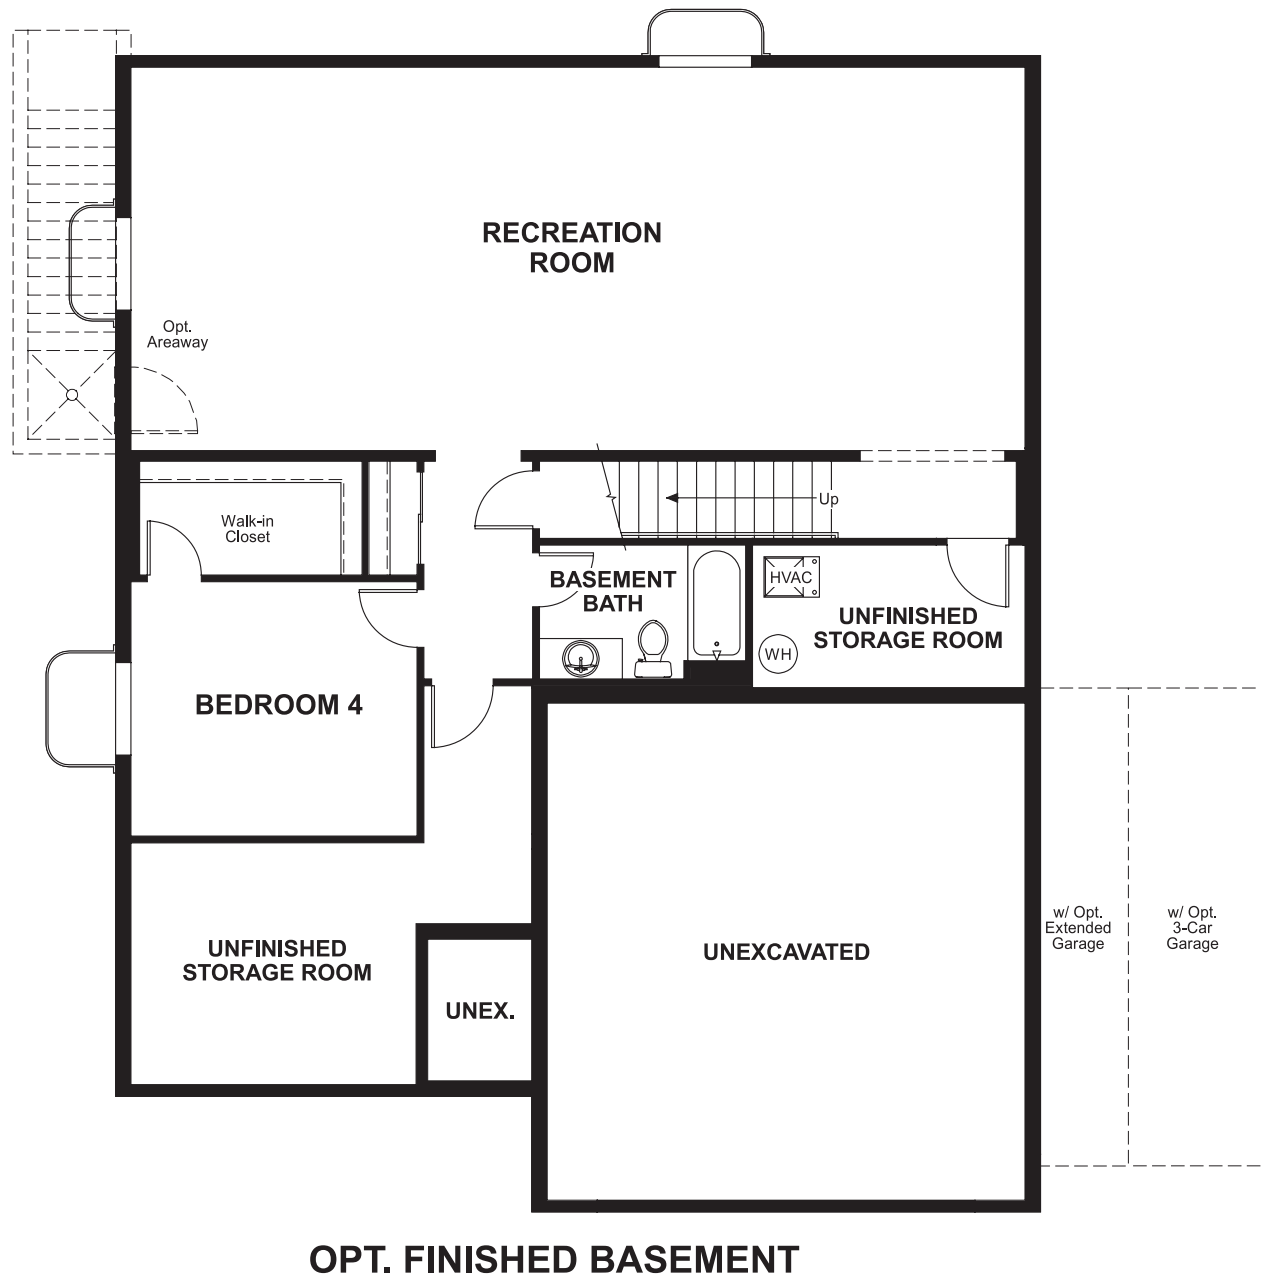 RECREATION
ROOM
Opt.
Areaway
Walk-in
Closet
Up
BASEMENT
BATH
HVAC
UNFINISHED
STORAGE ROOM
WH
BEDROOM 4
w/ Opt.
Extended
Garage
w/ Opt.
3-Car
Garage
UNFINISHED
STORAGE ROOM
UNEXCAVATED
UNEX.
OPT. FINISHED BASEMENT